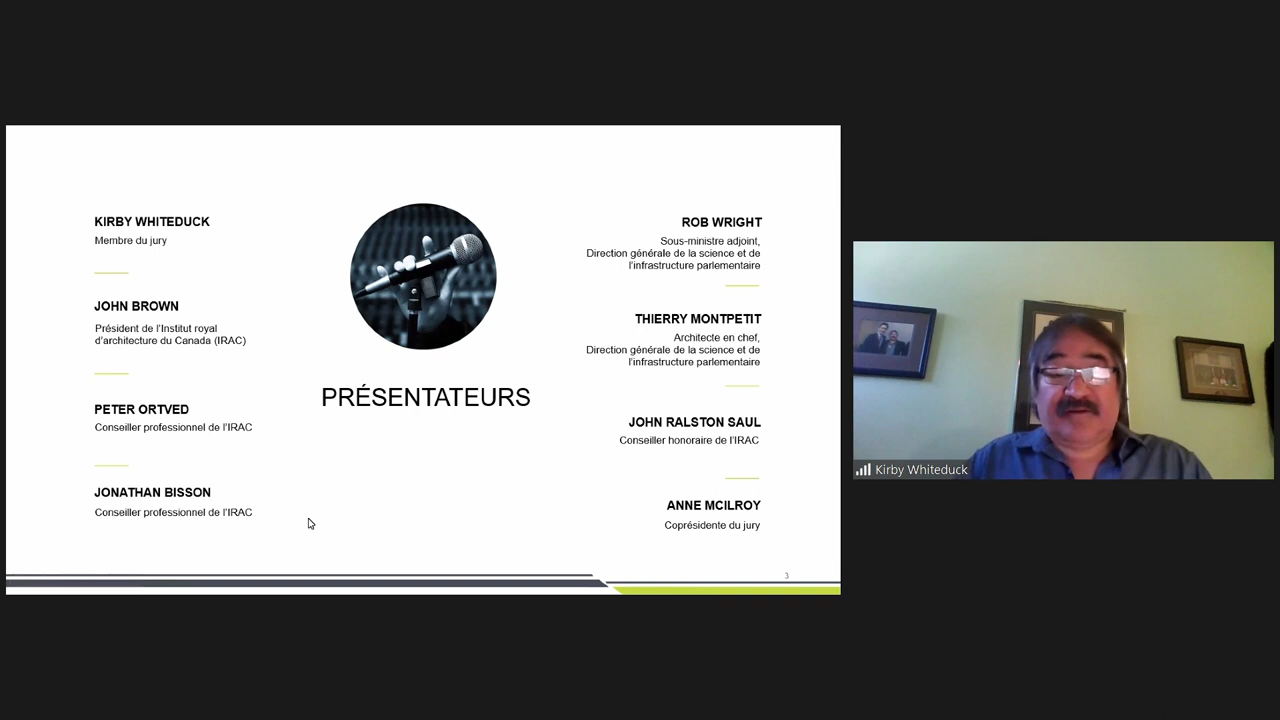 KIRBY WHITEDUCK
Membre du jury
JOHN BROWN
Président de l'Institut royal
d'architecture du Canada (IRAC)
PETER ORTVED
Conseiller professionnel de l'IRAC
JONATHAN BISSON
Conseiller professionnel de l'IRAC
PRÉSENTATEURS
ROB WRIGHT
Sous-ministre adjoint,
Direction générale de la science et de
l'infrastructure parlementaire
THIERRY MONTPETIT
Architecte en chef,
Direction générale de la science et de
l'infrastructure parlementaire
JOHN RALSTON SAUL
Conseiller honoraire de l'IRAC
ANNE MCILROY
Coprésidente du jury
3
Kirby Whiteduck